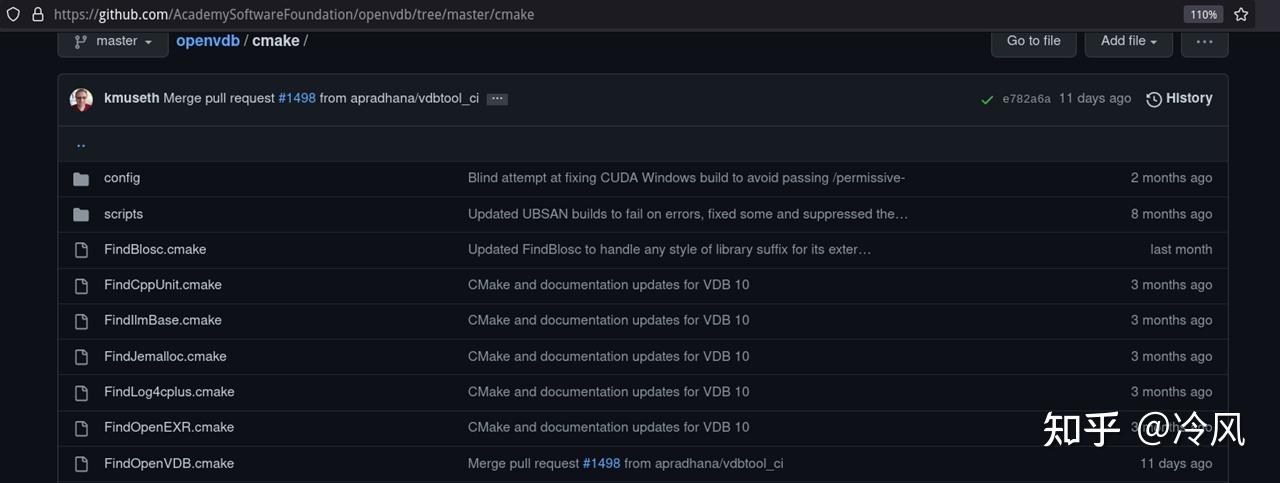 https://github.com/AcademySoftwareFoundation/openvdb/tree/master/cmake 110%
master openvdb / cmake / Go to file Add file ...
kmuseth Merge pull request #1498 from apradhana/vdbtool_ci ... e782a6a 11 days ago History
..
config Blind attempt at fixing CUDA Windows build to avoid passing /permissive- 2 months ago
scripts Updated UBSAN builds to fail on errors, fixed some and suppressed the… 8 months ago
FindBlosc.cmake Updated FindBlosc to handle any style of library suffix for its exter… last month
FindCppUnit.cmake CMake and documentation updates for VDB 10 3 months ago
FindIlmBase.cmake CMake and documentation updates for VDB 10 3 months ago
FindJemalloc.cmake CMake and documentation updates for VDB 10 3 months ago
FindLog4cplus.cmake CMake and documentation updates for VDB 10 3 months ago
FindOpenEXR.cmake CMake and documentation updates for VDB 10 3 months ago
知乎 @冷风
FindOpenVDB.cmake Merge pull request #1498 from apradhana/vdbtool_ci 11 days ago